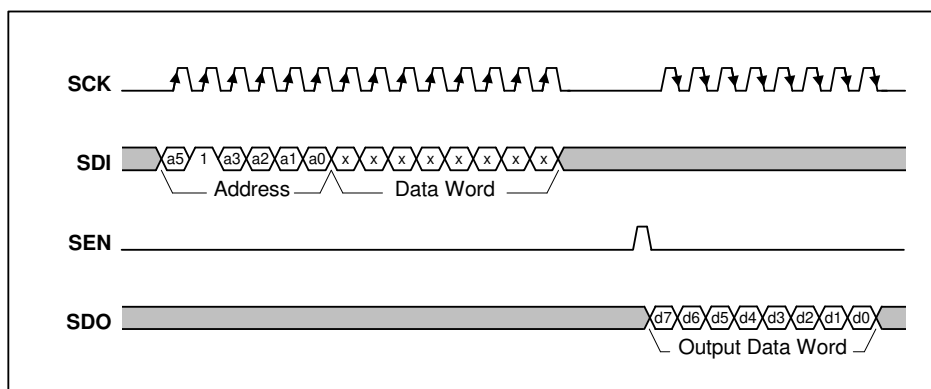 SCK
SDI a5 1 a3 a2 a1 a0 x x x x x x x x
Address Data Word
SEN
SDO d7 d6 d5 d4 d3 d2 d1 d0
Output Data Word